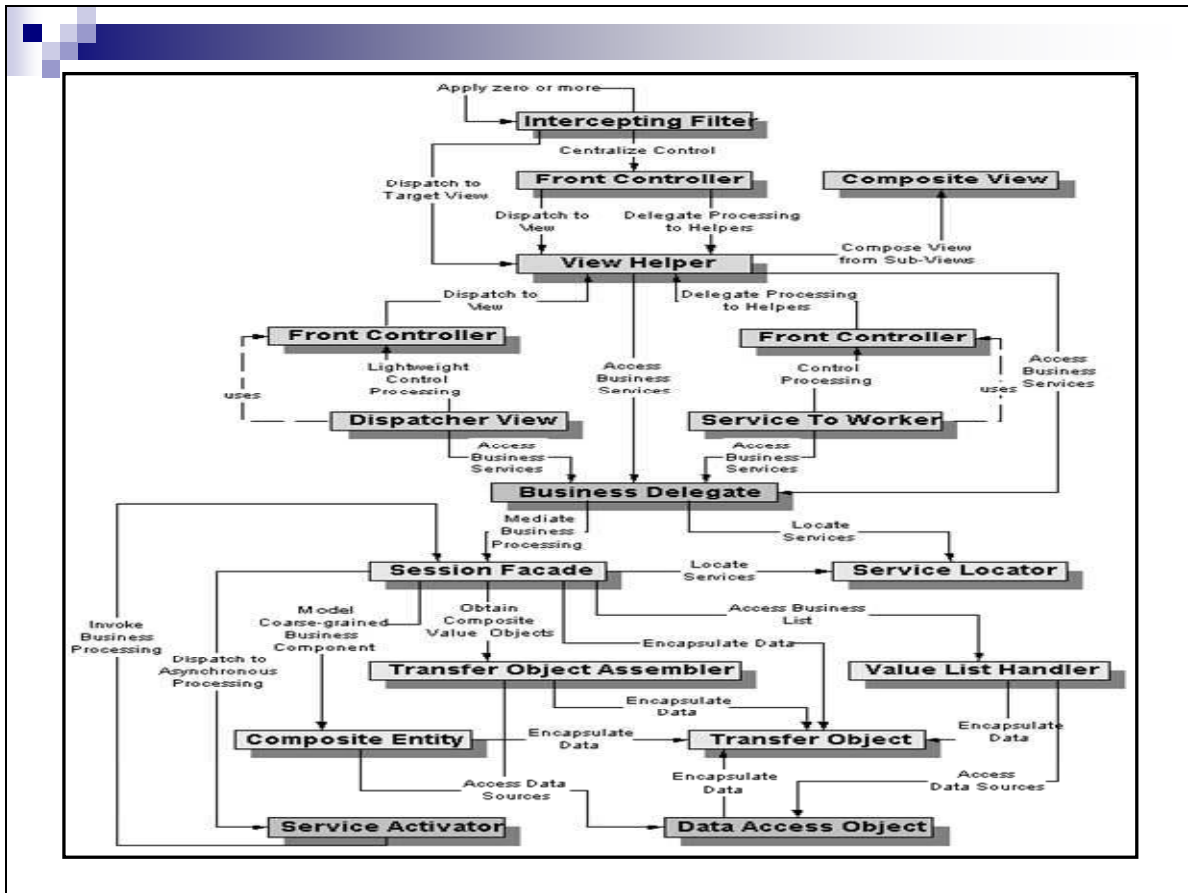 Apply zero or more
Intercepting Filter
Centralize Control
Dispatch to
Target View
Front Controller
Composite View
Dispatch to
View
Delegate Processing
to Helpers
Compose View
from Sub-Views
View Helper
Dispatch to
View
Delegate Processing
to Helpers
Front Controller
Front Controller
Lightweight
Control
Processing
Access
Business
Services
Control
Processing
Access
Business
Services
uses
uses
Dispatcher View
Service To Worker
Access
Business
Services
Access
Business
Services
Business Delegate
Mediate
Business
Processing
Locate
Services
Session Facade
Locate
Services
Service Locator
Invoke
Business
Processing
Model
Coarse-grained
Business
Component
Obtain
Composite
Value Objects
Access Business
List
Encapsulate Data
Dispatch to
Asynchronous
Processing
Transfer Object Assembler
Value List Handler
Encapsulate
Data
Encapsulate
Data
Composite Entity
Encapsulate
Data
Transfer Object
Access Data
Sources
Encapsulate
Data
Access
Data Sources
Service Activator
Data Access Object